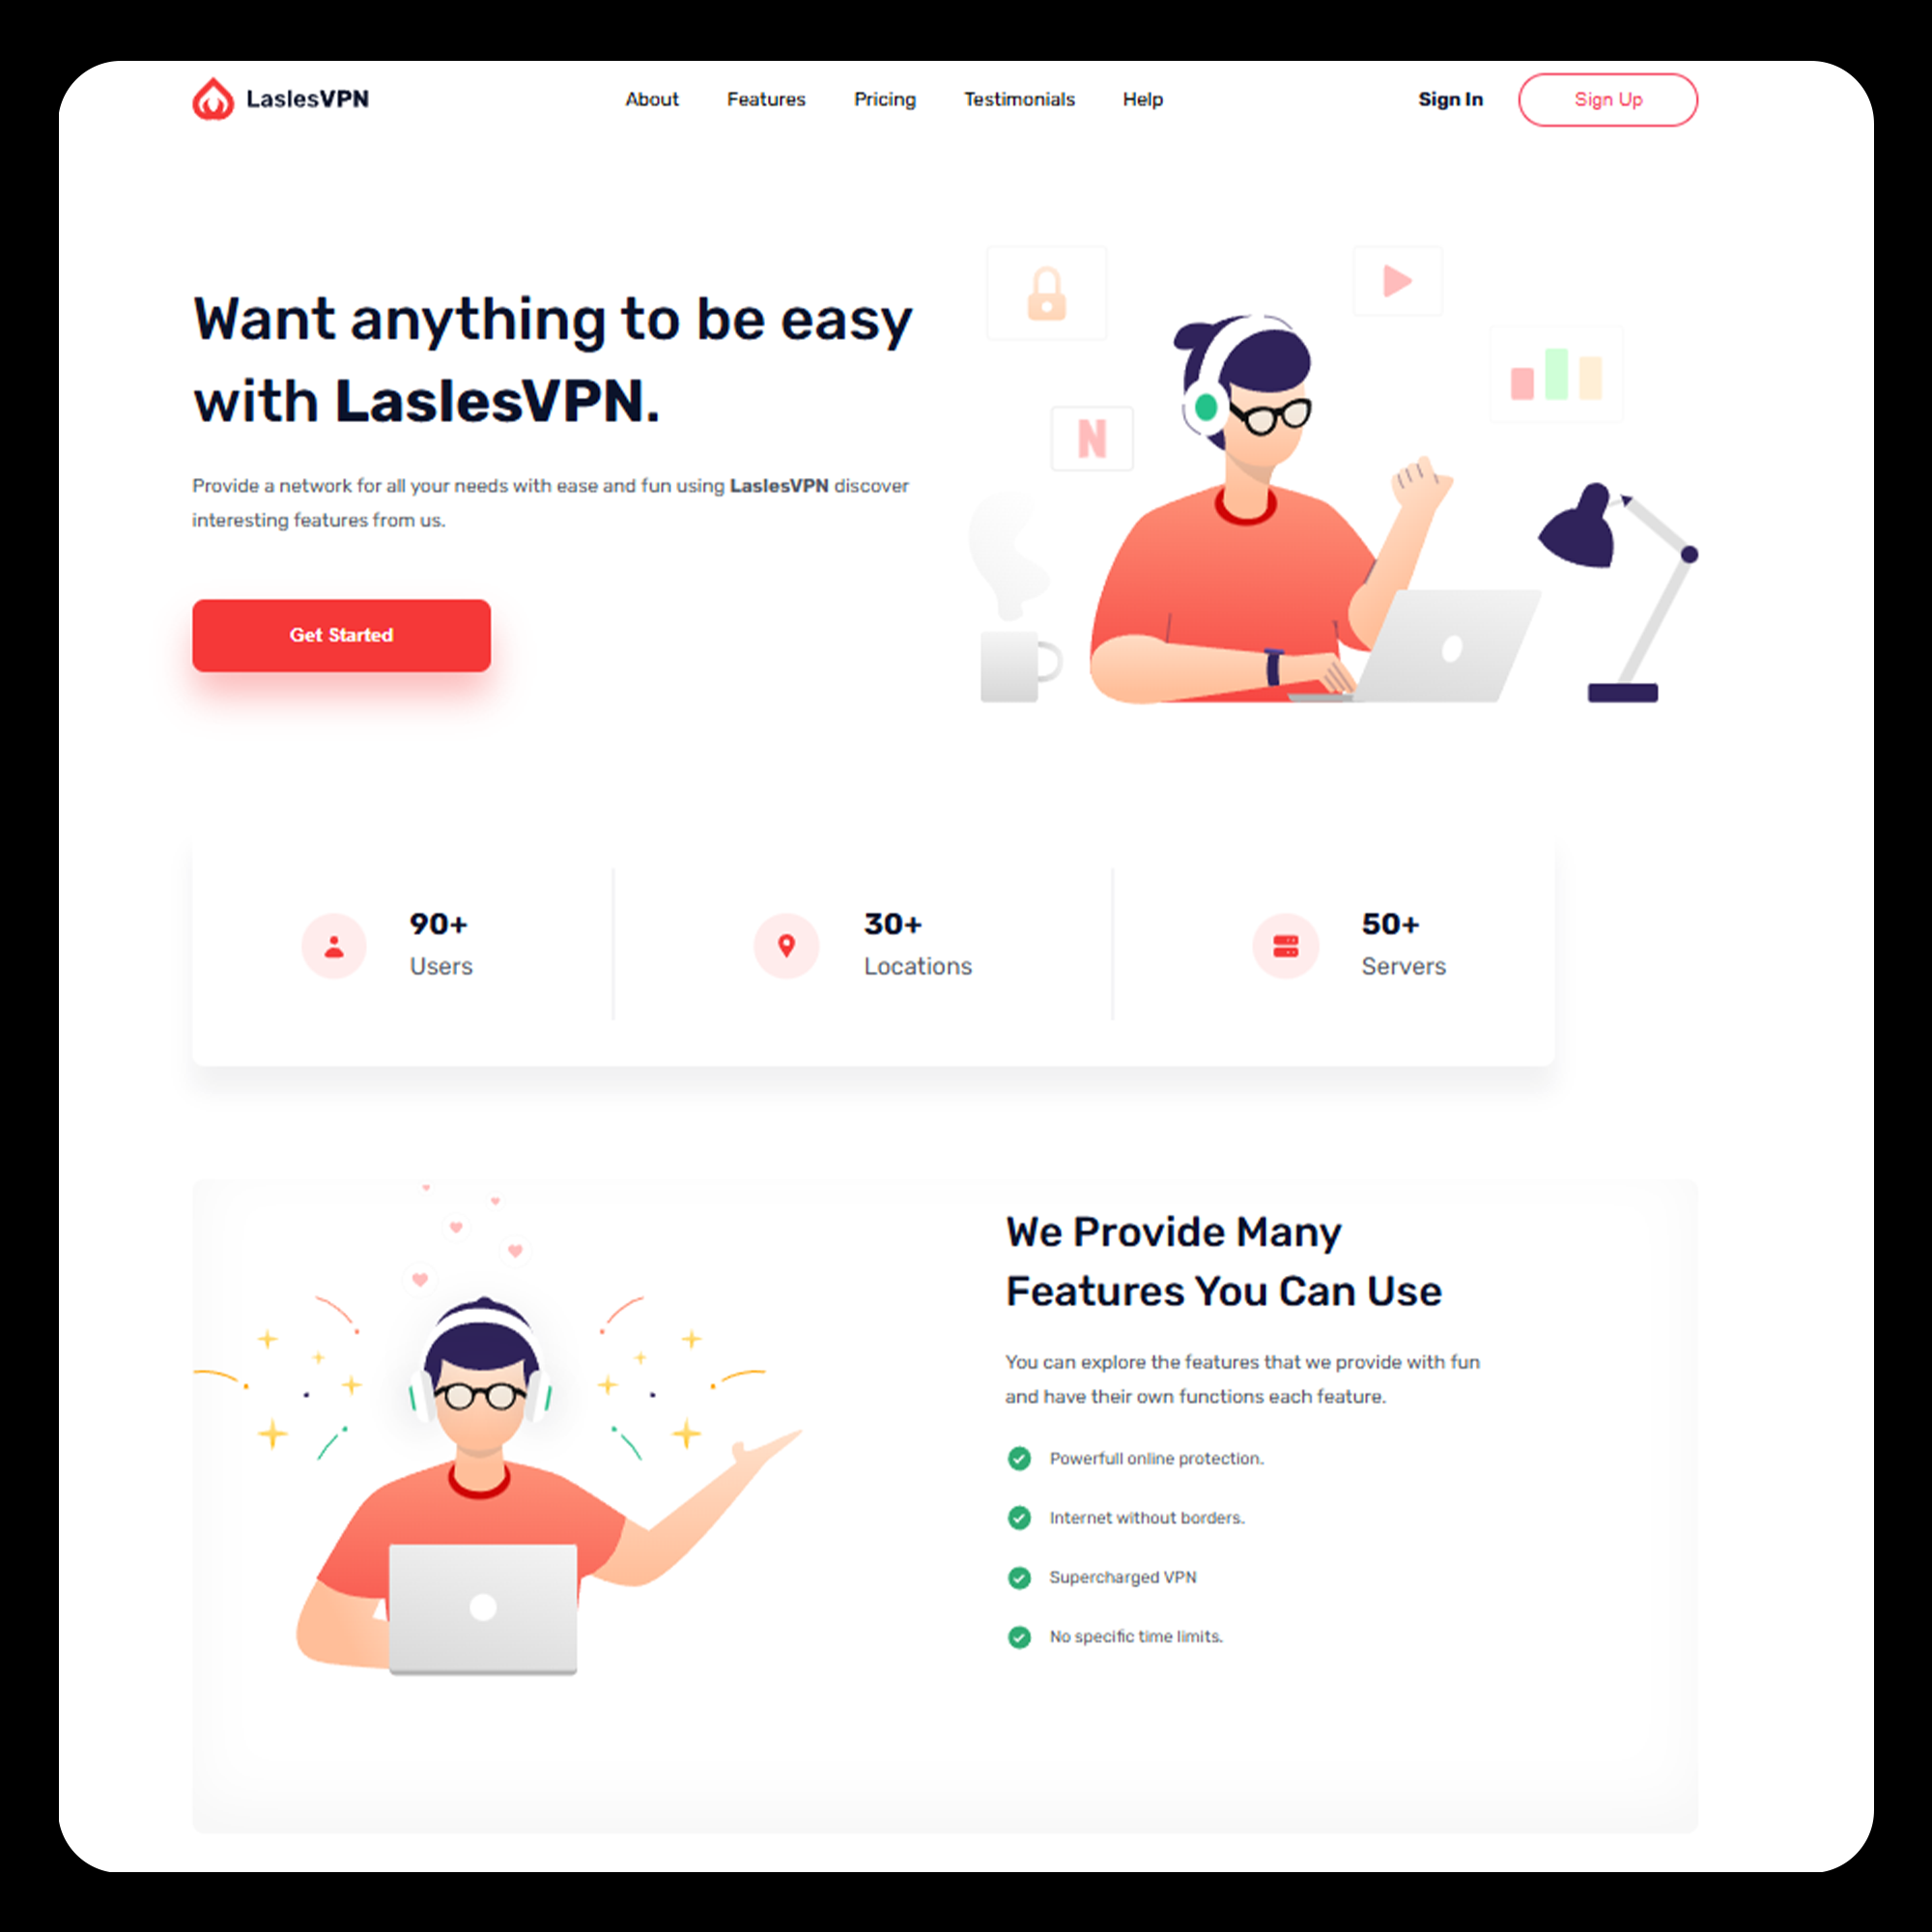 LaslesVPN
About Features Pricing Testimonials Help
Sign In Sign Up
Want anything to be easy
with LaslesVPN.
Provide a network for all your needs with ease and fun using LaslesVPN discover
interesting features from us.
Get Started
N
90+
Users
30+
Locations
50+
Servers
We Provide Many
Features You Can Use
You can explore the features that we provide with fun
and have their own functions each feature.
Powerfull online protection.
Internet without borders.
Supercharged VPN
No specific time limits.